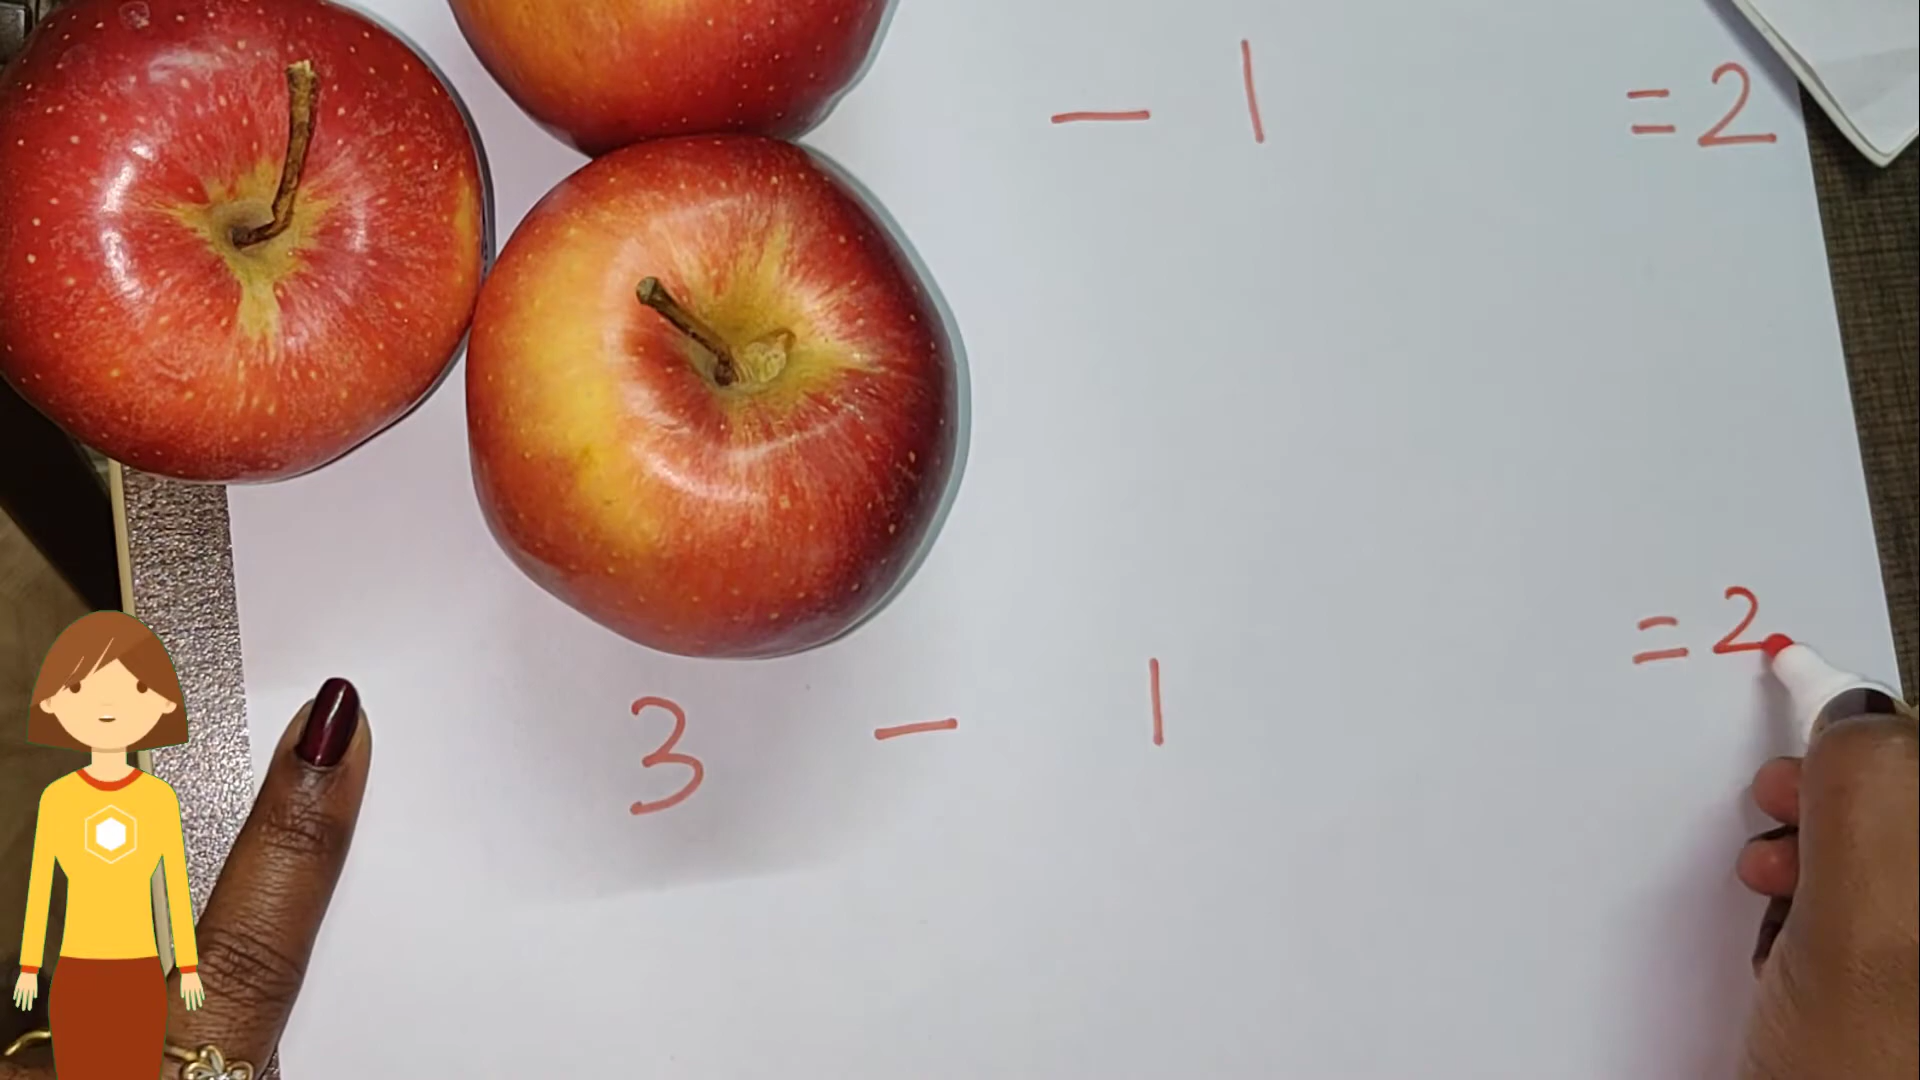 − 1 = 2
3 − 1 = 2